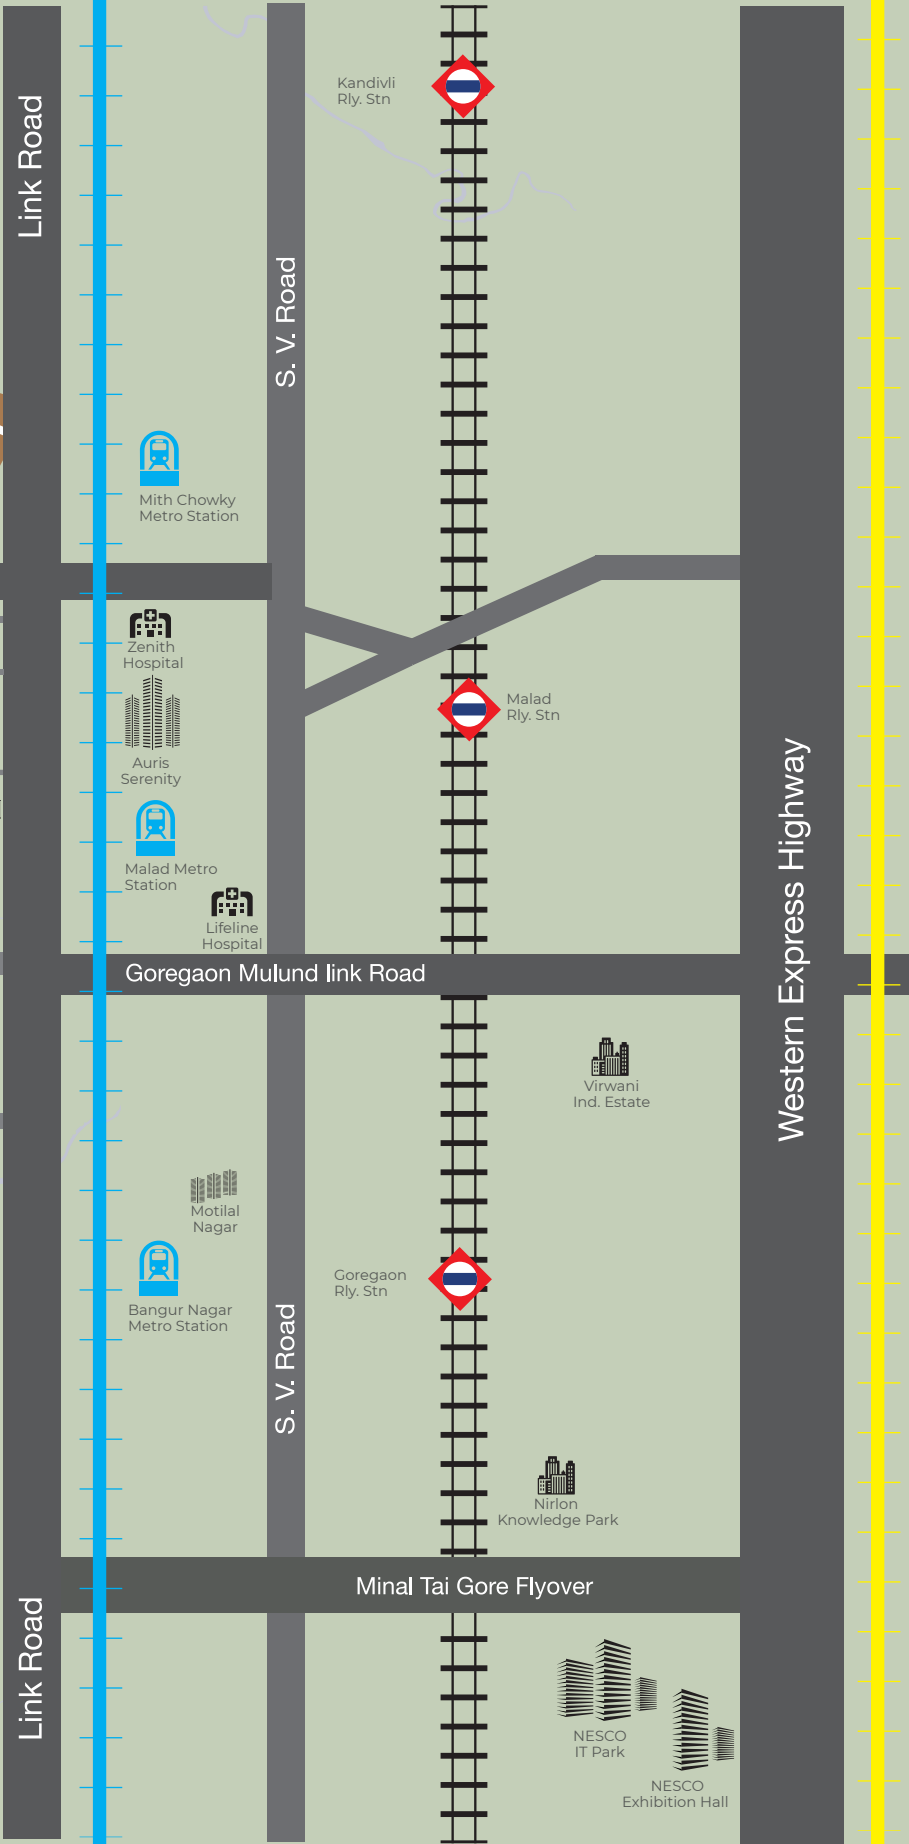 Kandivli
Rly. Stn
Link Road
S. V. Road
Mith Chowky
Metro Station
Zenith
Hospital
Malad
Rly. Stn
Auris
Serenity
Malad Metro
Station
Lifeline
Hospital
Goregaon Mulund link Road
Western Express Highway
Virwani
Ind. Estate
Motilal
Nagar
Goregaon
Rly. Stn
Bangur Nagar
Metro Station
S. V. Road
Nirlon
Knowledge Park
Minal Tai Gore Flyover
Link Road
NESCO
IT Park
NESCO
Exhibition Hall